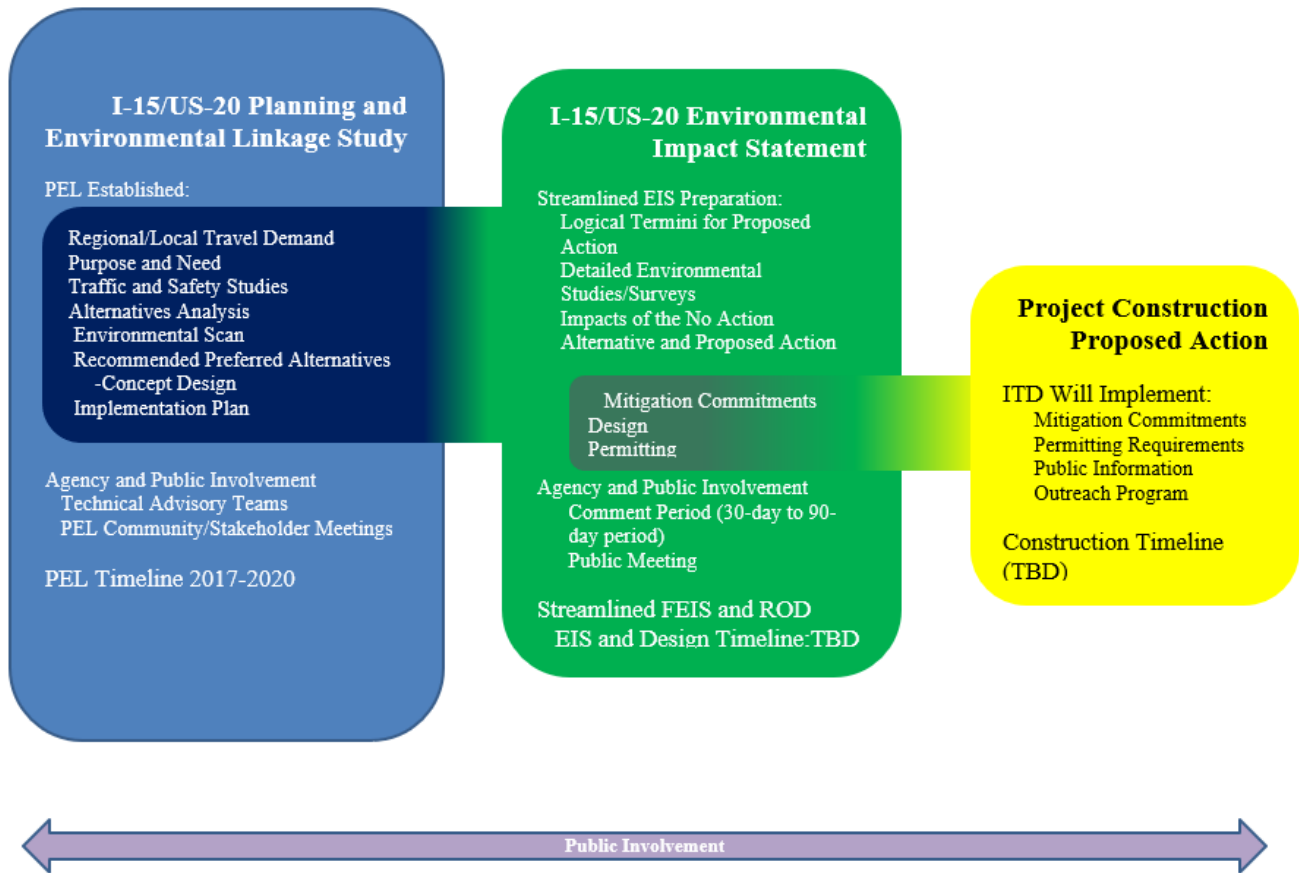 I-15/US-20 Planning and
Environmental Linkage Study
PEL Established:
Regional/Local Travel Demand
Purpose and Need
Traffic and Safety Studies
Alternatives Analysis
Environmental Scan
Recommended Preferred Alternatives
-Concept Design
Implementation Plan
Agency and Public Involvement
Technical Advisory Teams
PEL Community/Stakeholder Meetings
PEL Timeline 2017-2020
I-15/US-20 Environmental
Impact Statement
Streamlined EIS Preparation:
Logical Termini for Proposed
Action
Detailed Environmental
Studies/Surveys
Impacts of the No Action
Alternative and Proposed Action
Mitigation Commitments
Design
Permitting
Agency and Public Involvement
Comment Period (30-day to 90-
day period)
Public Meeting
Streamlined FEIS and ROD
EIS and Design Timeline:TBD
Project Construction
Proposed Action
ITD Will Implement:
Mitigation Commitments
Permitting Requirements
Public Information
Outreach Program
Construction Timeline
(TBD)
Public Involvement